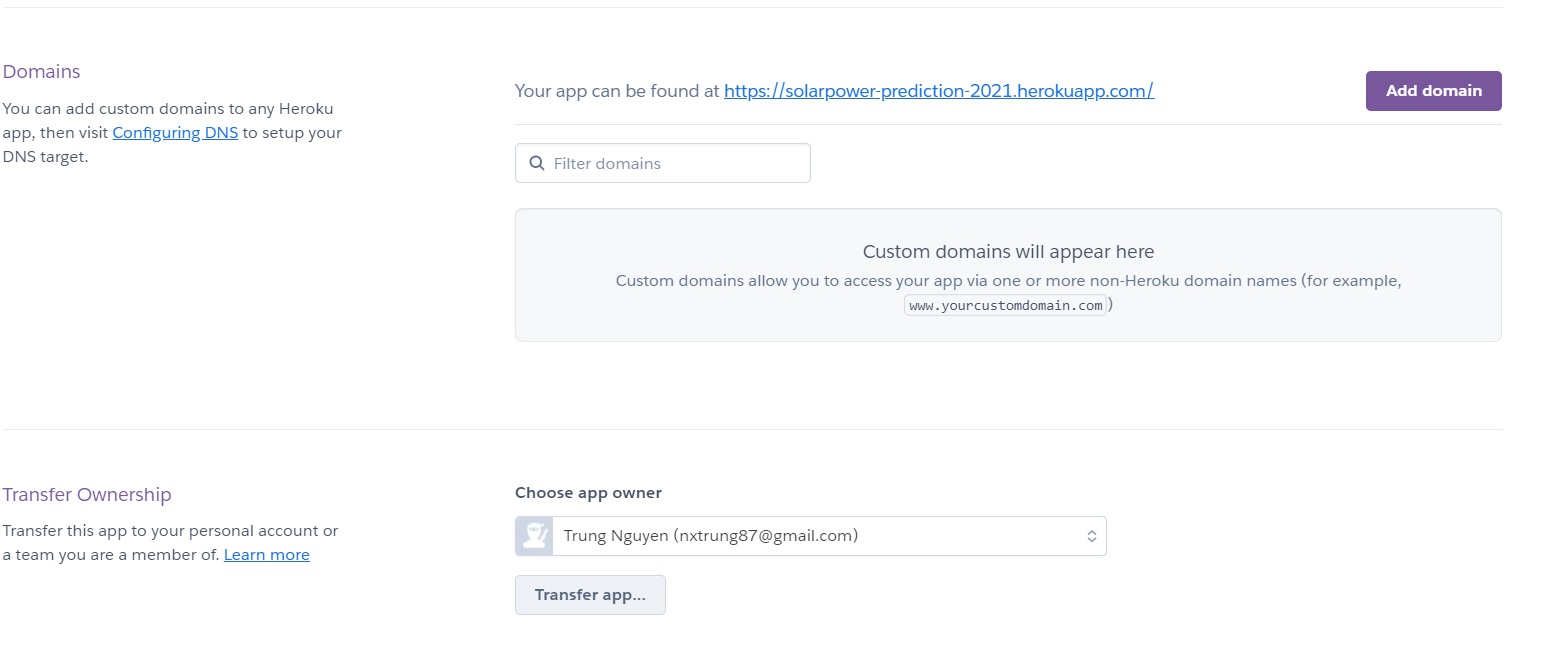 Domains
You can add custom domains to any Heroku
app, then visit Configuring DNS to setup your
DNS target.
Your app can be found at https://solarpower-prediction-2021.herokuapp.com/
Add domain
Filter domains
Custom domains will appear here
Custom domains allow you to access your app via one or more non-Heroku domain names (for example,
www.yourcustomdomain.com)
Transfer Ownership
Transfer this app to your personal account or
a team you are a member of. Learn more
Choose app owner
Trung Nguyen (nxtrung87@gmail.com)
Transfer app...